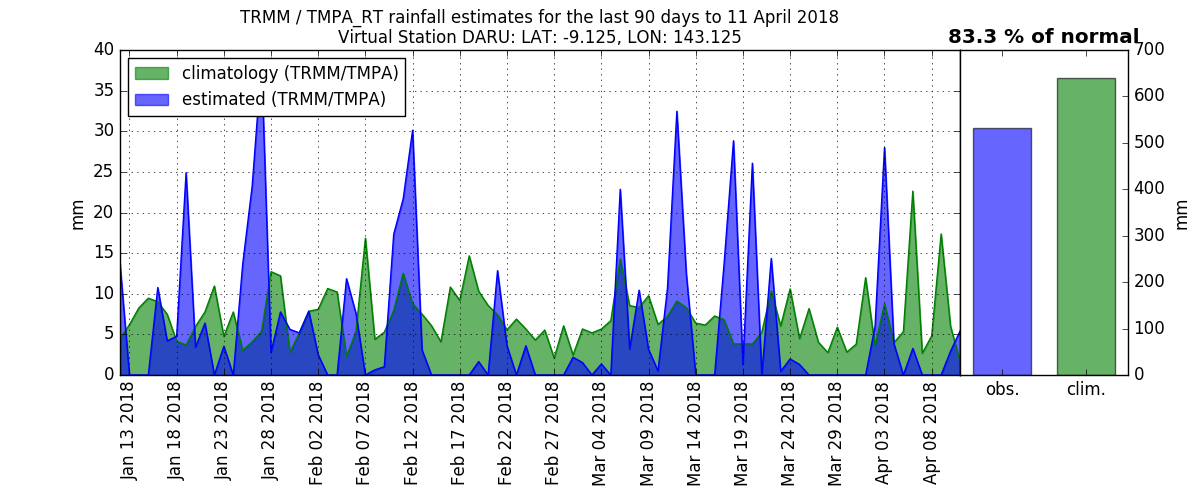 TRMM / TMPA_RT rainfall estimates for the last 90 days to 11 April 2018
Virtual Station DARU: LAT: -9.125, LON: 143.125
83.3 % of normal
climatology (TRMM/TMPA)
estimated (TRMM/TMPA)
mm
40
35
30
25
20
15
10
5
0
Jan 13 2018
Jan 18 2018
Jan 23 2018
Jan 28 2018
Feb 02 2018
Feb 07 2018
Feb 12 2018
Feb 17 2018
Feb 22 2018
Feb 27 2018
Mar 04 2018
Mar 09 2018
Mar 14 2018
Mar 19 2018
Mar 24 2018
Mar 29 2018
Apr 03 2018
Apr 08 2018
obs.
clim.
700
600
500
400
300
200
100
0
mm